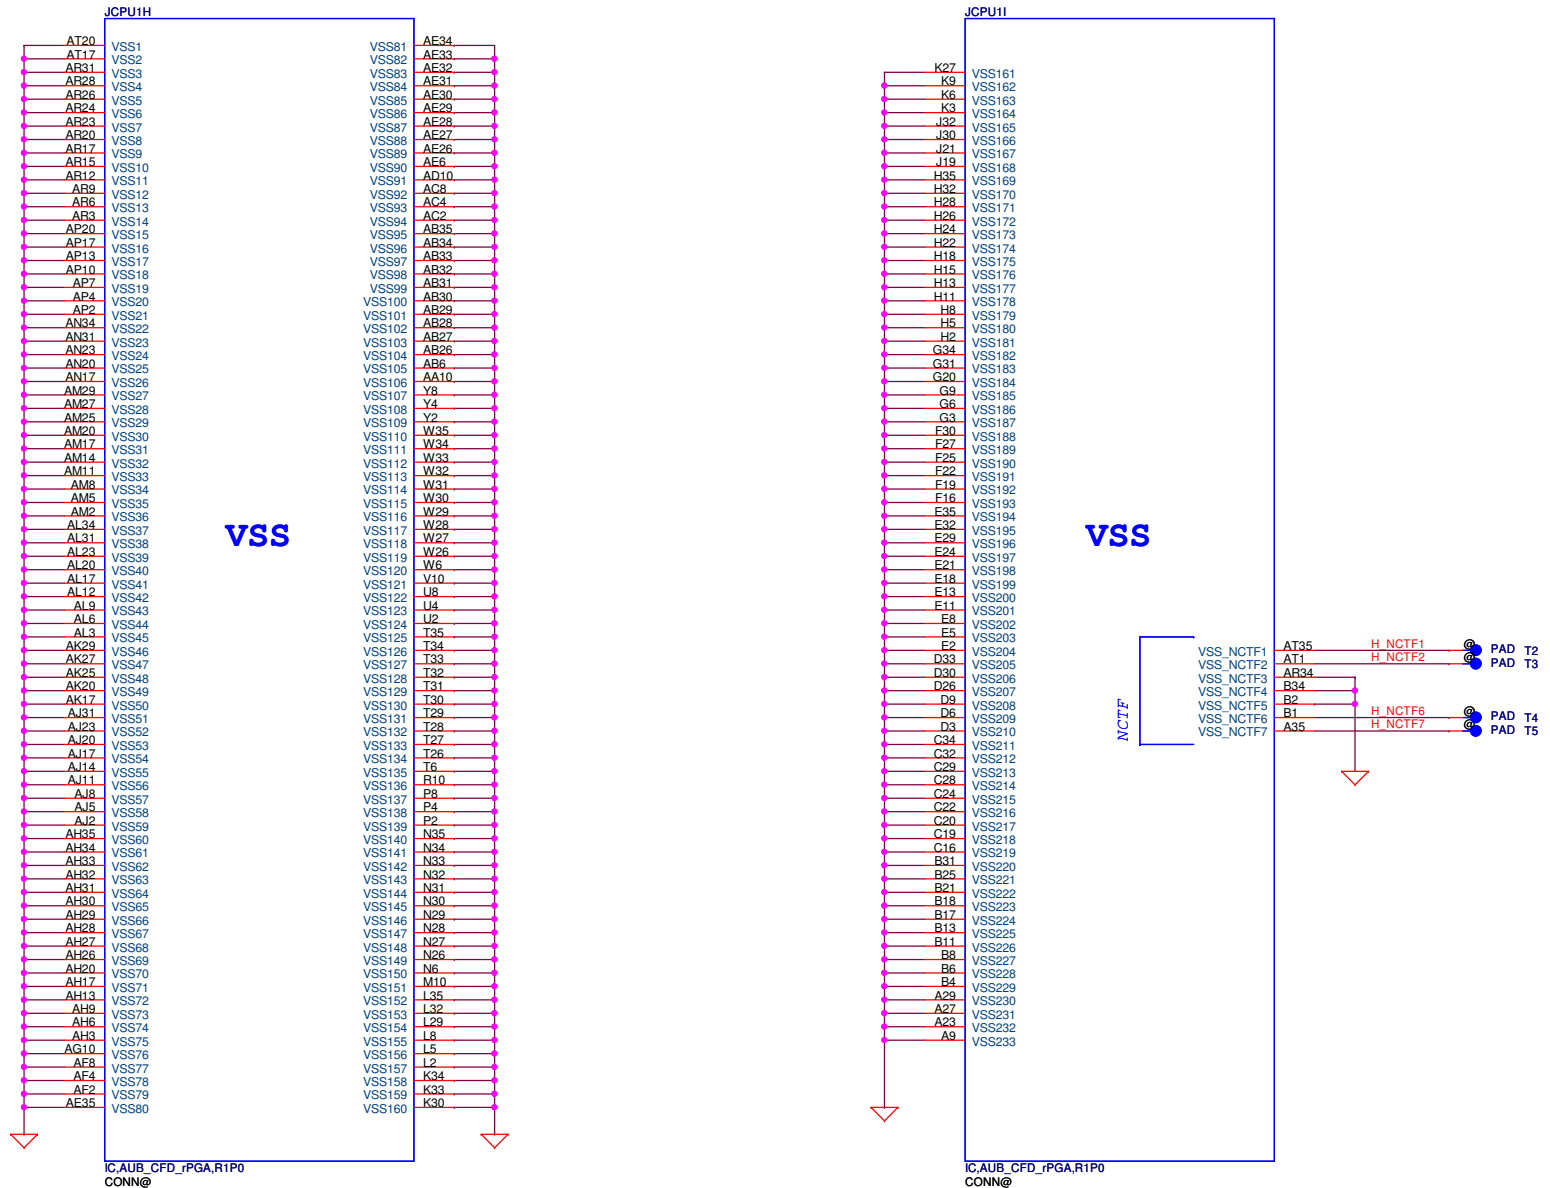 JCPU1H
AT20 VSS1 VSS81 AE34
AT17 VSS2 VSS82 AE33
AR31 VSS3 VSS83 AE32
AR28 VSS4 VSS84 AE31
AR26 VSS5 VSS85 AE30
AR24 VSS6 VSS86 AE29
AR23 VSS7 VSS87 AE28
AR20 VSS8 VSS88 AE27
AR17 VSS9 VSS89 AE26
AR15 VSS10 VSS90 AE6
AR12 VSS11 VSS91 AD10
AR9 VSS12 VSS92 AC8
AR6 VSS13 VSS93 AC4
AR3 VSS14 VSS94 AC2
AP20 VSS15 VSS95 AB35
AP17 VSS16 VSS96 AB34
AP13 VSS17 VSS97 AB33
AP10 VSS18 VSS98 AB32
AP7 VSS19 VSS99 AB31
AP4 VSS20 VSS100 AB30
AP2 VSS21 VSS101 AB29
AN34 VSS22 VSS102 AB28
AN31 VSS23 VSS103 AB27
AN23 VSS24 VSS104 AB26
AN20 VSS25 VSS105 AB6
AN17 VSS26 VSS106 AA10
AM29 VSS27 VSS107 Y8
AM27 VSS28 VSS108 Y4
AM25 VSS29 VSS109 Y2
AM20 VSS30 VSS110 W35
AM17 VSS31 VSS111 W34
AM14 VSS32 VSS112 W33
AM11 VSS33 VSS113 W32
AM8 VSS34 VSS114 W31
AM5 VSS35 VSS115 W30
AM2 VSS36 VSS116 W29
AL34 VSS37 VSS117 W28
VSS
AL31 VSS38 VSS118 W27
AL23 VSS39 VSS119 W26
AL20 VSS40 VSS120 W6
AL17 VSS41 VSS121 V10
AL12 VSS42 VSS122 U8
AL9 VSS43 VSS123 U4
AL6 VSS44 VSS124 U2
AL3 VSS45 VSS125 T35
AK29 VSS46 VSS126 T34
AK27 VSS47 VSS127 T33
AK25 VSS48 VSS128 T32
AK20 VSS49 VSS129 T31
AK17 VSS50 VSS130 T30
AJ31 VSS51 VSS131 T29
AJ23 VSS52 VSS132 T28
AJ20 VSS53 VSS133 T27
AJ17 VSS54 VSS134 T26
AJ14 VSS55 VSS135 T6
AJ11 VSS56 VSS136 R10
AJ8 VSS57 VSS137 P8
AJ5 VSS58 VSS138 P4
AJ2 VSS59 VSS139 P2
AH35 VSS60 VSS140 N35
AH34 VSS61 VSS141 N34
AH33 VSS62 VSS142 N33
AH32 VSS63 VSS143 N32
AH31 VSS64 VSS144 N31
AH30 VSS65 VSS145 N30
AH29 VSS66 VSS146 N29
AH28 VSS67 VSS147 N28
AH27 VSS68 VSS148 N27
AH26 VSS69 VSS149 N26
AH20 VSS70 VSS150 N6
AH17 VSS71 VSS151 M10
AH13 VSS72 VSS152 L35
AH9 VSS73 VSS153 L32
AH6 VSS74 VSS154 L29
AH3 VSS75 VSS155 L8
AG10 VSS76 VSS156 L5
AF8 VSS77 VSS157 L2
AF4 VSS78 VSS158 K34
AF2 VSS79 VSS159 K33
AE35 VSS80 VSS160 K30
IC,AUB_CFD_rPGA,R1P0
CONN@
JCPU1I
K27 VSS161
K9 VSS162
K6 VSS163
K3 VSS164
J32 VSS165
J30 VSS166
J21 VSS167
J19 VSS168
H35 VSS169
H32 VSS170
H28 VSS171
H26 VSS172
H24 VSS173
H22 VSS174
H18 VSS175
H15 VSS176
H13 VSS177
H11 VSS178
H8 VSS179
H5 VSS180
H2 VSS181
G34 VSS182
G31 VSS183
G20 VSS184
G9 VSS185
G6 VSS186
G3 VSS187
F30 VSS188
F27 VSS189
F25 VSS190
F22 VSS191
F19 VSS192
F16 VSS193
E35 VSS194
E32 VSS195
VSS
E29 VSS196
E24 VSS197
E21 VSS198
E18 VSS199
E13 VSS200
E11 VSS201
E8 VSS202
E5 VSS203
E2 VSS204 VSS_NCTF1 AT35 H_NCTF1 @ PAD T2
D33 VSS205 VSS_NCTF2 AT1 H_NCTF2 @ PAD T3
D30 VSS206 VSS_NCTF3 AR34
D26 VSS207 VSS_NCTF4 B34
D9 VSS208 VSS_NCTF5 B2
D6 VSS209 VSS_NCTF6 B1 H_NCTF6 @ PAD T4
D3 VSS210 VSS_NCTF7 A35 H_NCTF7 @ PAD T5
NCTF
C34 VSS211
C32 VSS212
C29 VSS213
C28 VSS214
C24 VSS215
C22 VSS216
C20 VSS217
C19 VSS218
C16 VSS219
B31 VSS220
B25 VSS221
B21 VSS222
B18 VSS223
B17 VSS224
B13 VSS225
B11 VSS226
B8 VSS227
B6 VSS228
B4 VSS229
A29 VSS230
A27 VSS231
A23 VSS232
A9 VSS233
IC,AUB_CFD_rPGA,R1P0
CONN@